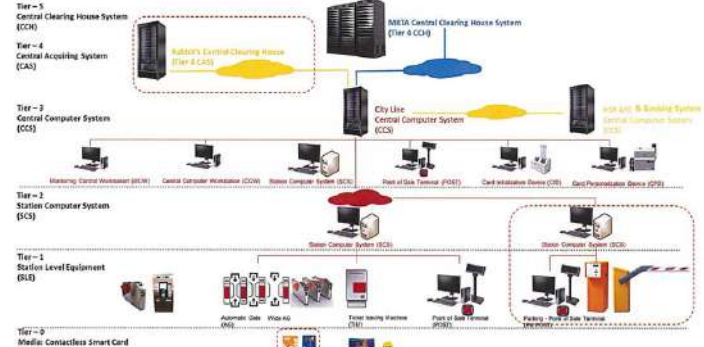 Tier – 5
Central Clearing House System
(CCH)
META Central Clearing House System
(Tier 4 CCH)
Tier – 4
Central Acquiring System
(CAS)
Rabbit's Central Clearing House
(Tier 4 CAS)
Tier – 3
Central Computer System
(CCS)
City Line
Central Computer System
(CCS)
& Banking System
Central Computer System
(CCS)
Monitoring Control Workstation (MCW)
Central Computer Workstation (CCW)
Station Computer System (SCS)
Point of Sale Terminal (POST)
Card Initialization Device (CID)
Card Personalization Device (CPD)
Tier – 2
Station Computer System
(SCS)
Station Computer System (SCS)
Station Computer System (SCS)
Tier – 1
Station Level Equipment
(SLE)
Automatic Gate
(AG)
Wide AG
Ticket Issuing Machine
(TIM)
Point of Sale Terminal
(POST)
Parking - Point of Sale Terminal
Tier – 0
Media: Contactless Smart Card